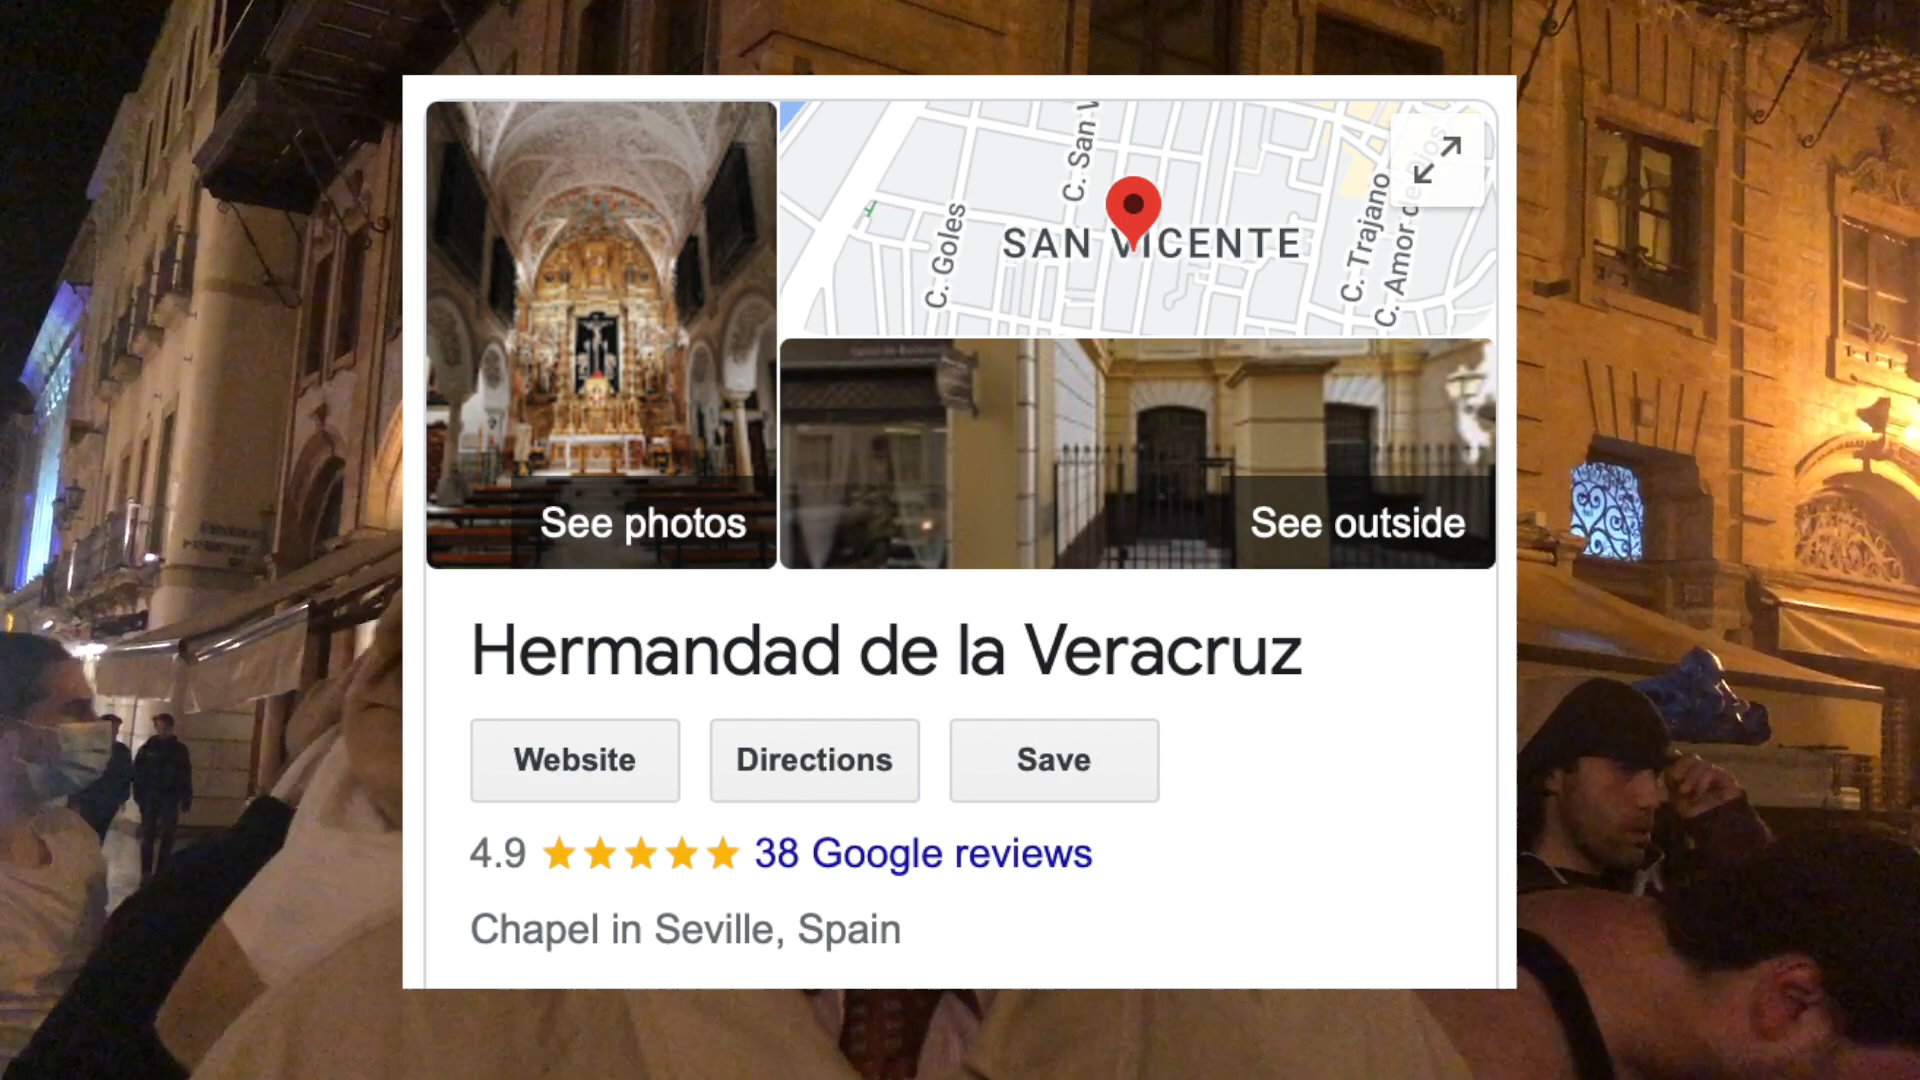 C. San V
C. Goles
SAN VICENTE
C. Trajano
C. Amor de Dios
See photos
See outside
Hermandad de la Veracruz
Website
Directions
Save
4.9 38 Google reviews
Chapel in Seville, Spain